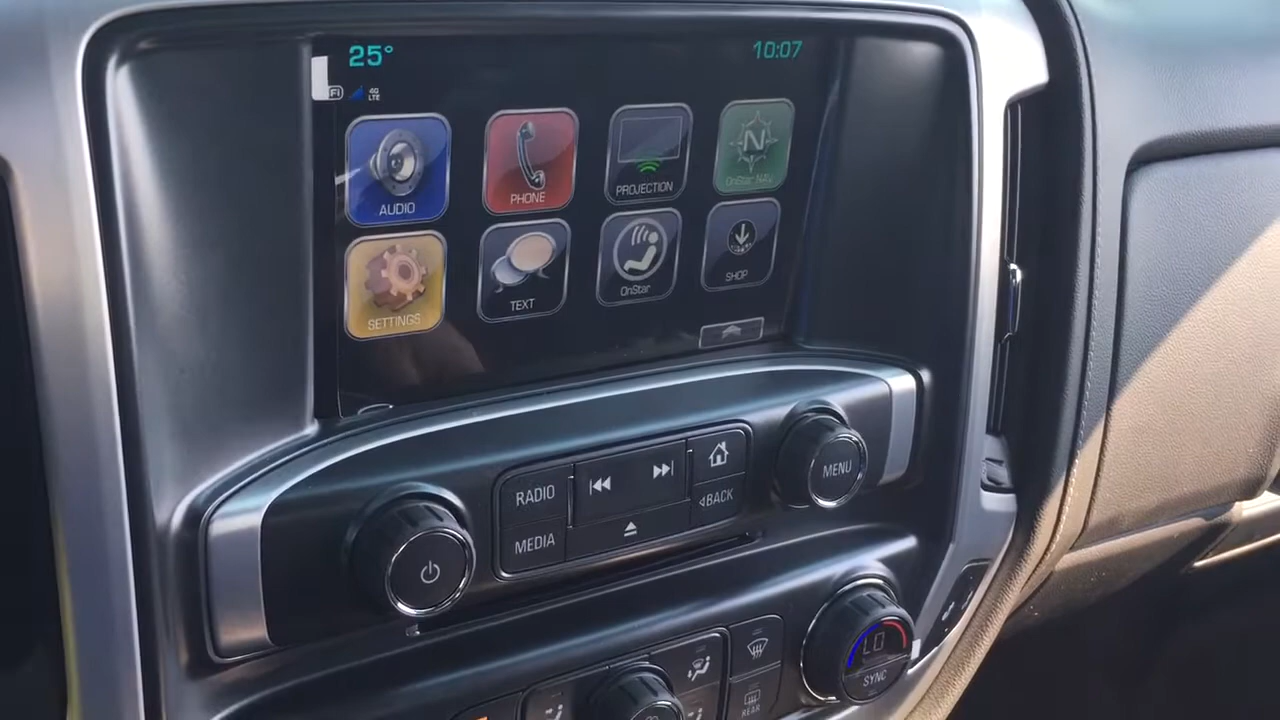 25°
10:07
Fi
4G
LTE
AUDIO
PHONE
PROJECTION
N
OnStar NAV
SETTINGS
TEXT
OnStar
SHOP
RADIO
MEDIA
BACK
MENU
LO
SYNC
REAR